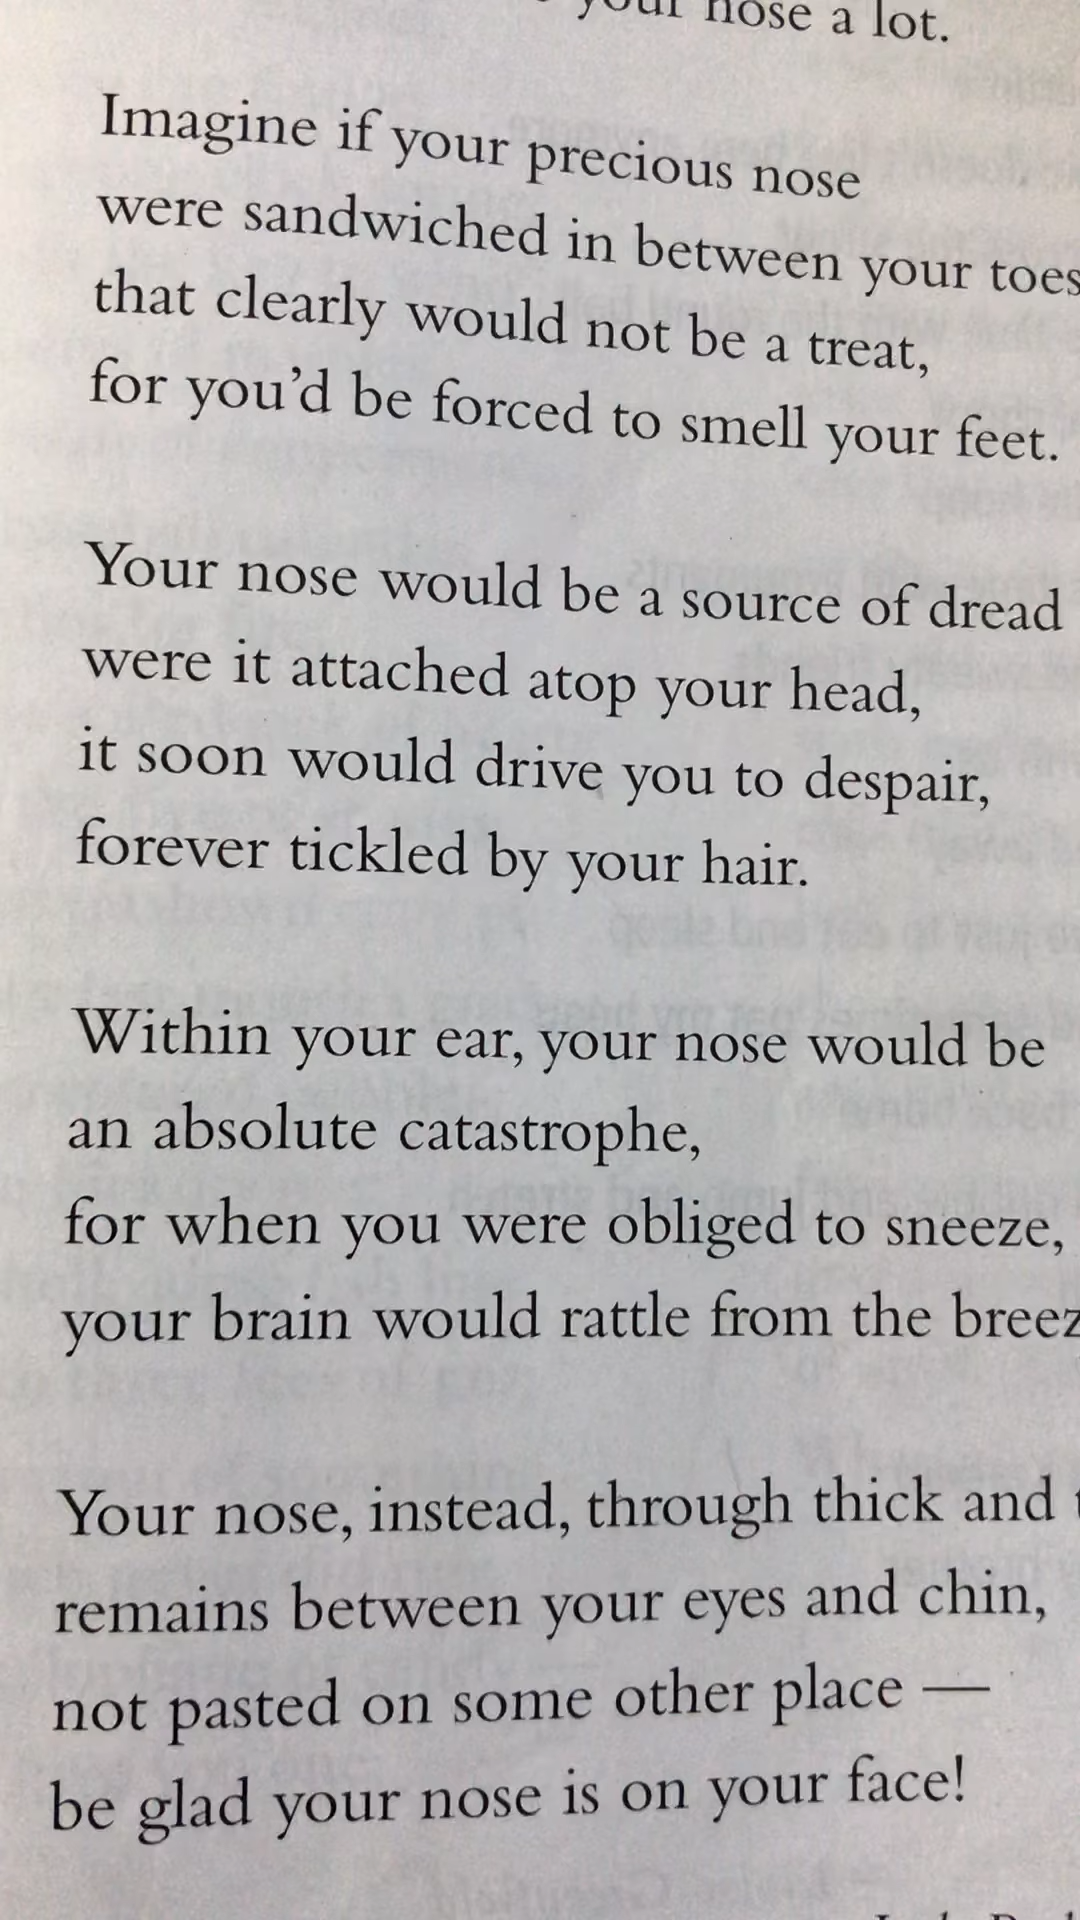 your nose a lot.
Imagine if your precious nose
were sandwiched in between your toes
that clearly would not be a treat,
for you'd be forced to smell your feet.
Your nose would be a source of dread
were it attached atop your head,
it soon would drive you to despair,
forever tickled by your hair.
Within your ear, your nose would be
an absolute catastrophe,
for when you were obliged to sneeze,
your brain would rattle from the breez
Your nose, instead, through thick and
remains between your eyes and chin,
not pasted on some other place —
be glad your nose is on your face!